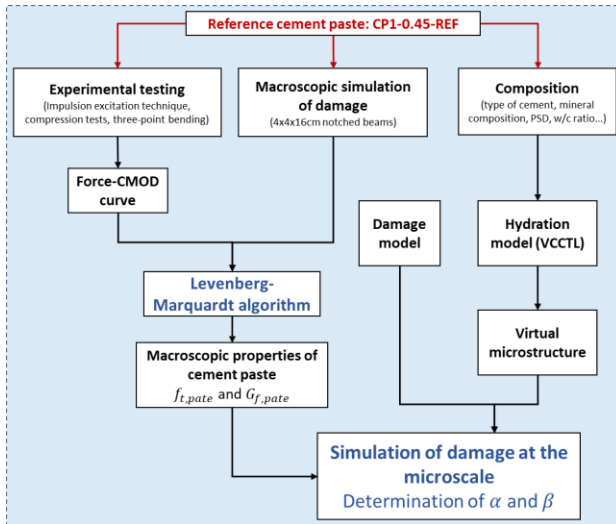 Reference cement paste: CP1-0.45-REF
Experimental testing
(Impulsion excitation technique,
compression tests, three-point bending)
Macroscopic simulation
of damage
(4x4x16cm notched beams)
Composition
(type of cement, mineral
composition, PSD, w/c ratio...)
Force-CMOD
curve
Damage
model
Hydration
model (VCCTL)
Levenberg-
Marquardt algorithm
Virtual
microstructure
Macroscopic properties of
cement paste
f_{t,pate} and G_{f,pate}
Simulation of damage at the
microscale
Determination of α and β